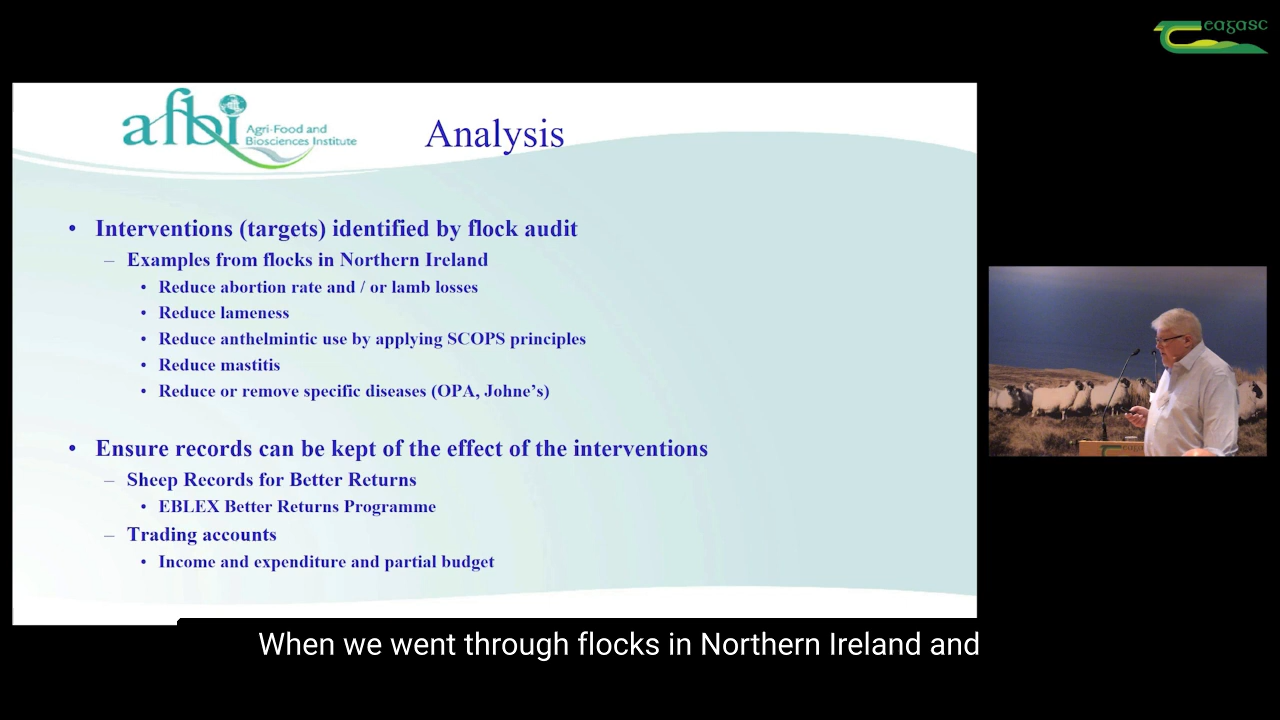 eagasc
afbi
Agri-Food and
Biosciences Institute
Analysis
• Interventions (targets) identified by flock audit
– Examples from flocks in Northern Ireland
• Reduce abortion rate and / or lamb losses
• Reduce lameness
• Reduce anthelmintic use by applying SCOPS principles
• Reduce mastitis
• Reduce or remove specific diseases (OPA, Johne’s)
• Ensure records can be kept of the effect of the interventions
– Sheep Records for Better Returns
• EBLEX Better Returns Programme
– Trading accounts
• Income and expenditure and partial budget
When we went through flocks in Northern Ireland and